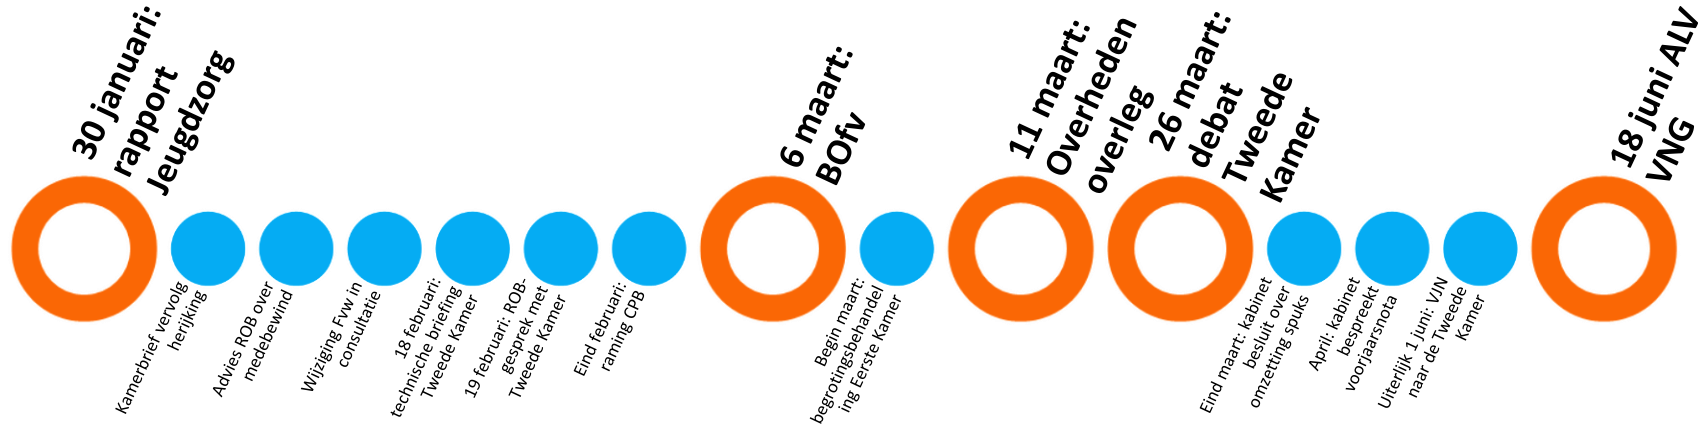 30 januari:
rapport
Jeugdzorg
Kamerbrief vervolg
herijking
Advies ROB over
medebewind
Wijziging Fvw in
consultatie
18 februari:
technische briefing
Tweede Kamer
19 februari: ROB-
gesprek met
Tweede Kamer
Eind februari:
raming CPB
6 maart:
BOfv
Begin maart:
begrotingsbehandel
ing Eerste Kamer
11 maart:
Overheden
overleg
26 maart:
debat
Tweede
Kamer
Eind maart: kabinet
besluit over
omzetting spuks
April: kabinet
bespreekt
voorjaarsnota
Uiterlijk 1 juni: VJN
naar de Tweede
Kamer
18 juni ALV
VNG